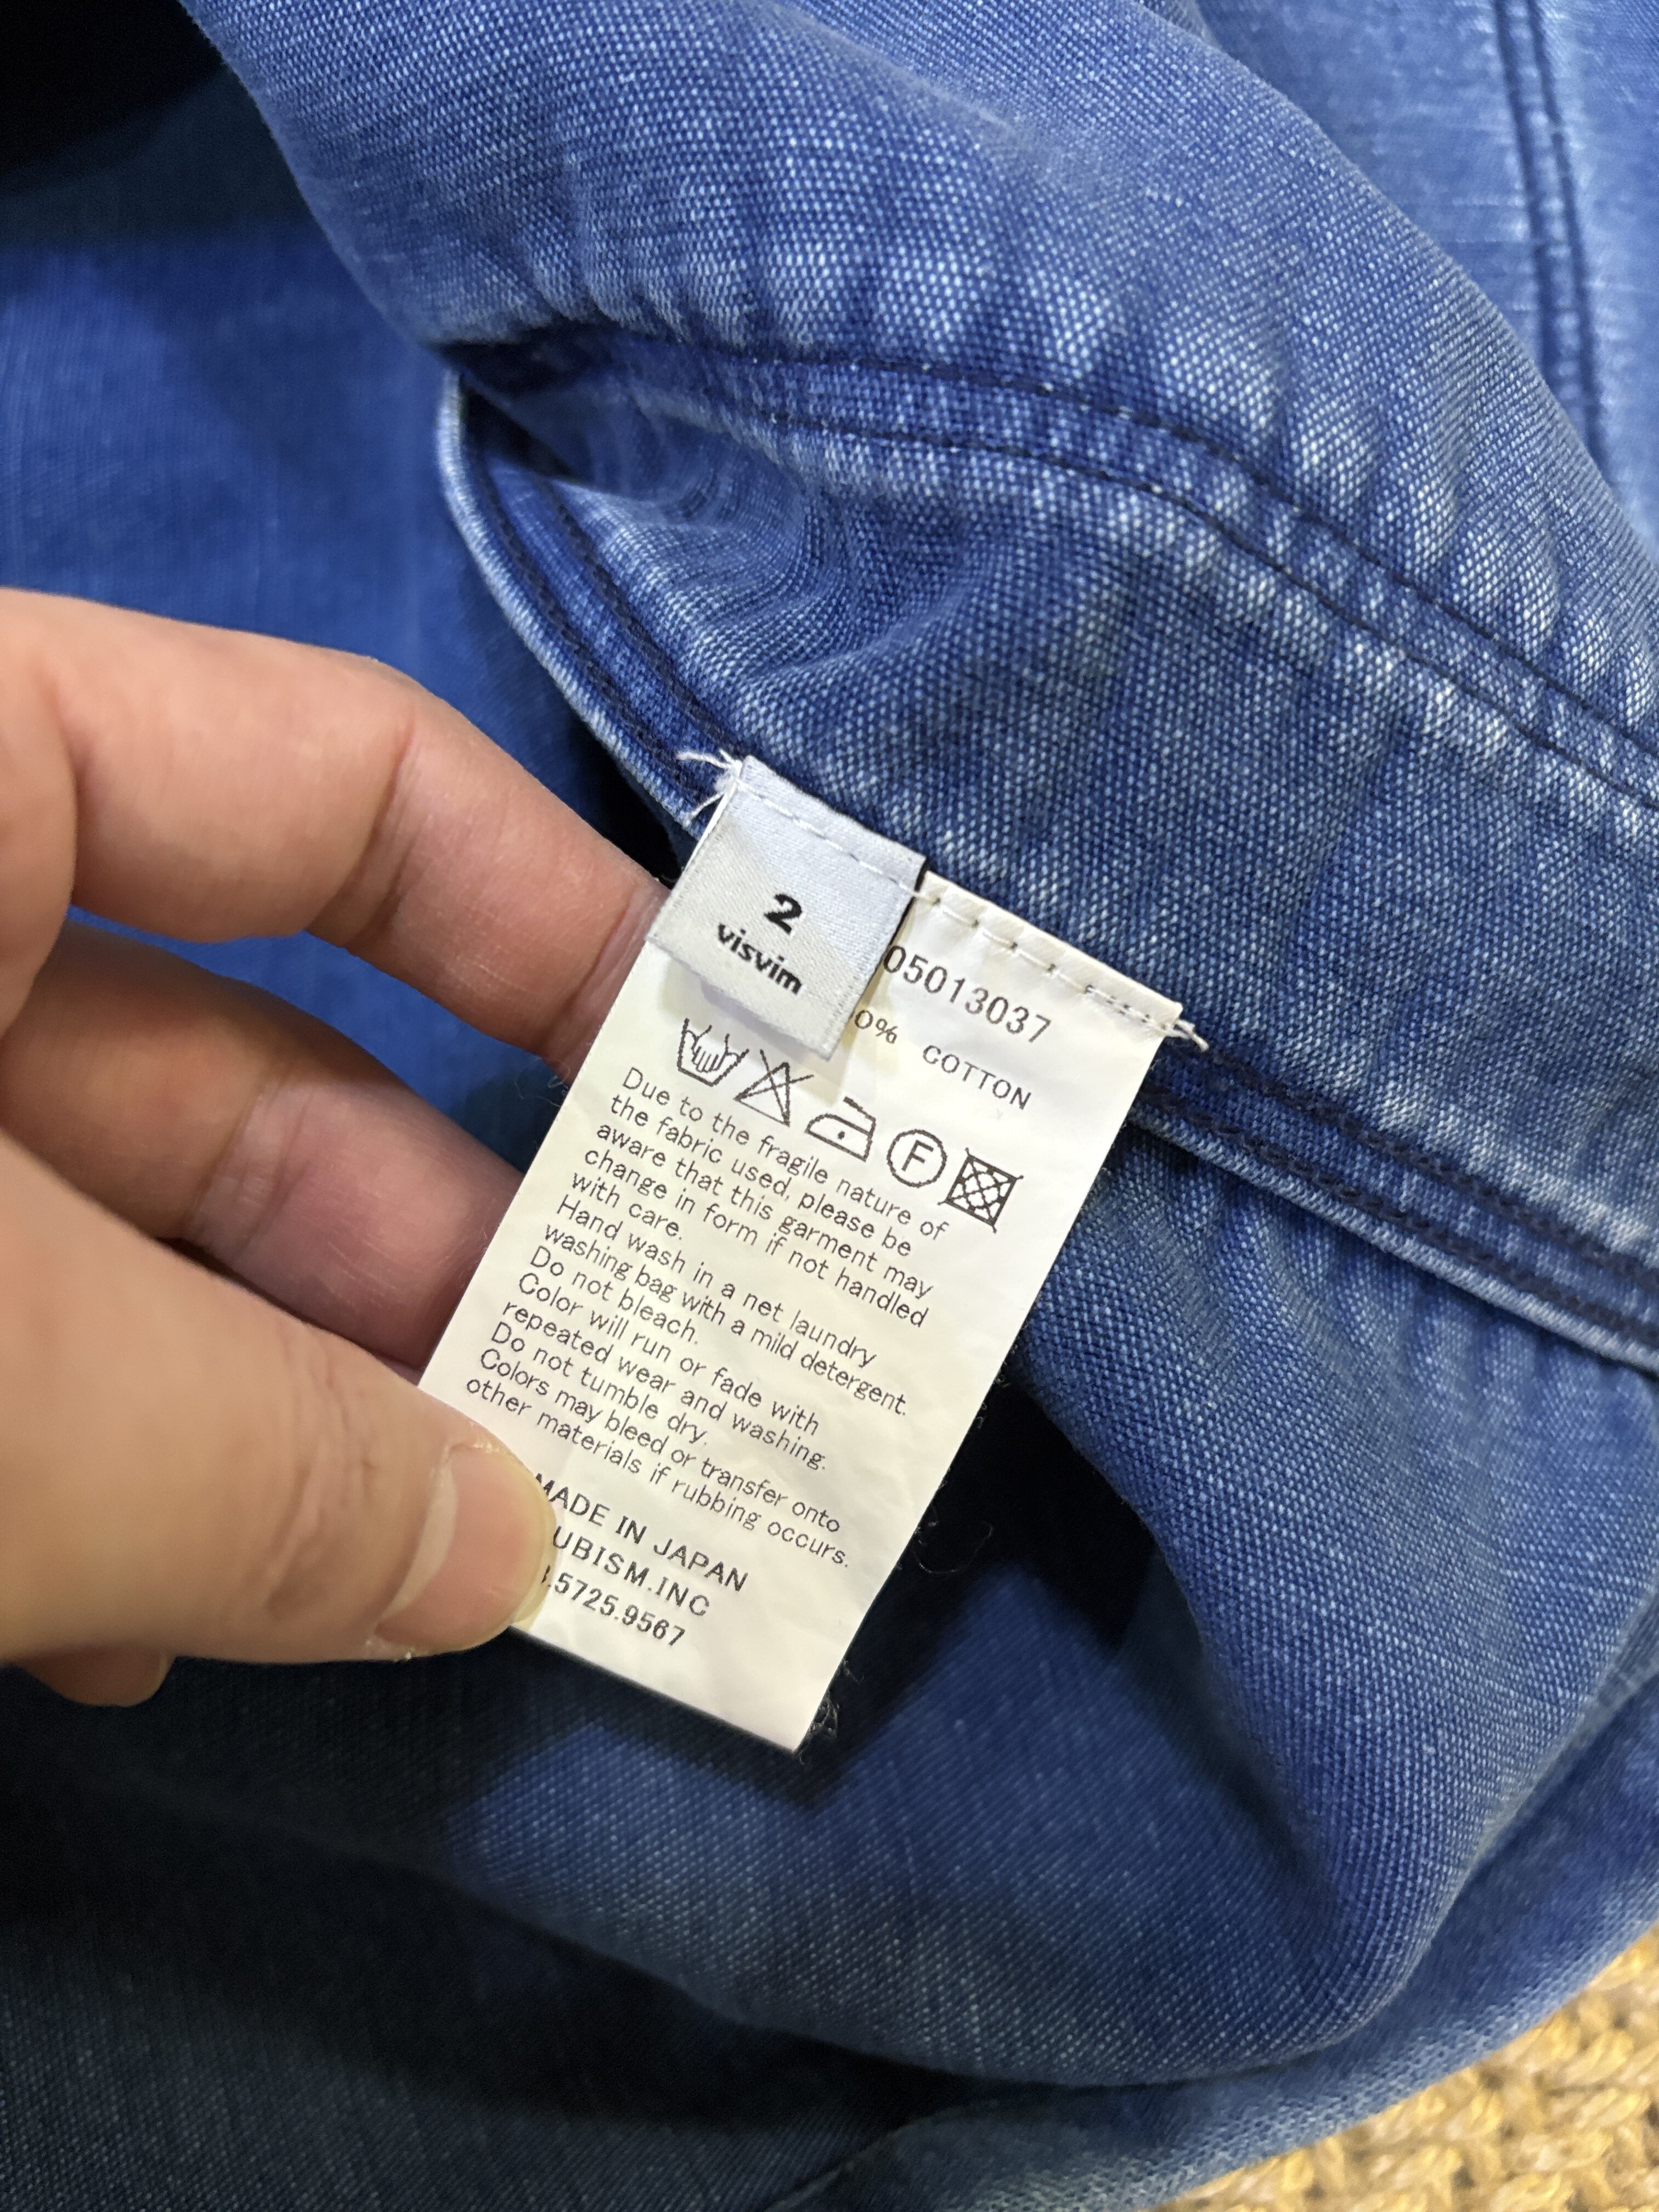 2
visvim
05013037
0% COTTON
F
Due to the fragile nature of
the fabric used, please be
aware that this garment may
change in form if not handled
with care.
Hand wash in a net laundry
washing bag with a mild detergent.
Do not bleach.
Color will run or fade with
repeated wear and washing.
Do not tumble dry.
Colors may bleed or transfer onto
other materials if rubbing occurs.
MADE IN JAPAN
UBISM.INC
.5725.9567